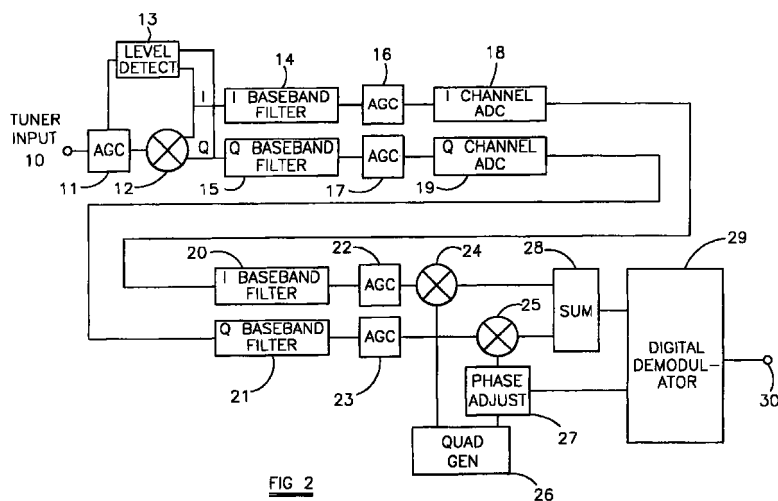 13
LEVEL
DETECT
14
16
18
TUNER
INPUT
10
AGC
11
12
I
I BASEBAND
FILTER
AGC
I CHANNEL
ADC
Q
Q BASEBAND
FILTER
15
AGC
17
Q CHANNEL
ADC
19
20
22
24
28
29
I BASEBAND
FILTER
AGC
25
SUM
Q BASEBAND
FILTER
21
AGC
23
PHASE
ADJUST
27
DIGITAL
DEMODUL-
ATOR
30
QUAD
GEN
26
FIG 2